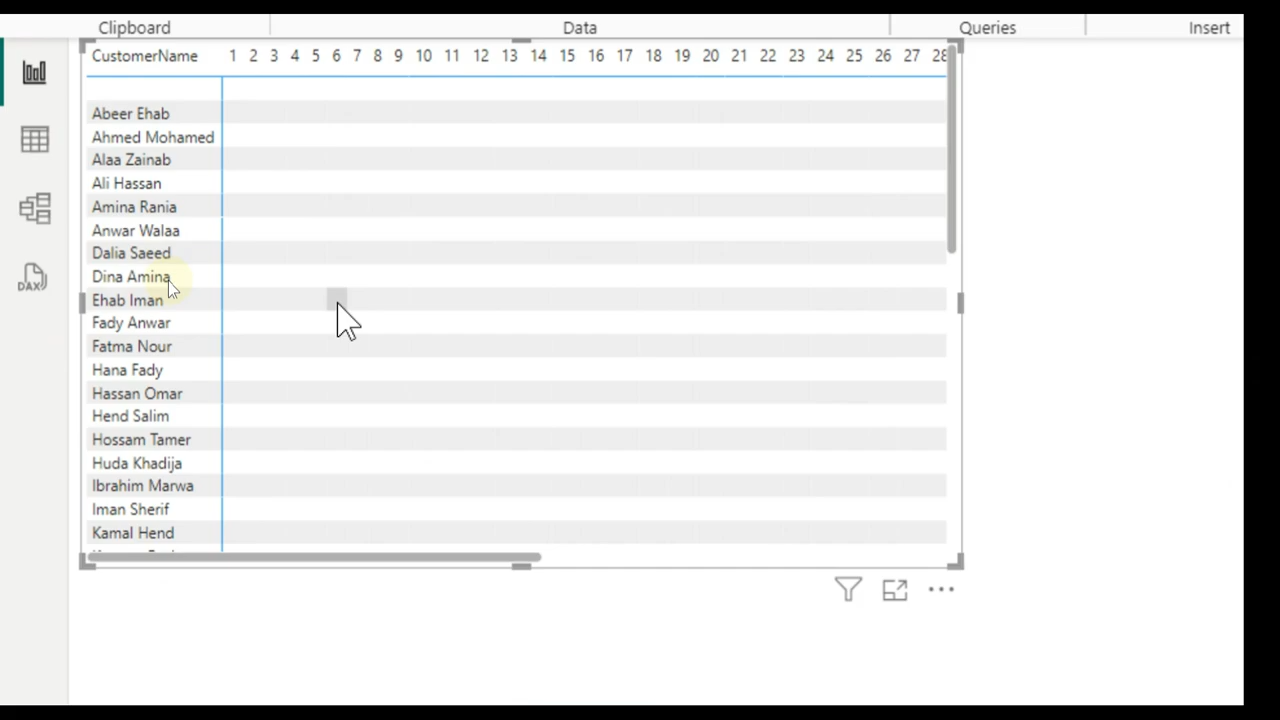 Clipboard Data Queries Insert
CustomerName 1 2 3 4 5 6 7 8 9 10 11 12 13 14 15 16 17 18 19 20 21 22 23 24 25 26 27 28
Abeer Ehab
Ahmed Mohamed
Alaa Zainab
Ali Hassan
Amina Rania
Anwar Walaa
Dalia Saeed
Dina Amina
Ehab Iman
Fady Anwar
Fatma Nour
Hana Fady
Hassan Omar
Hend Salim
Hossam Tamer
Huda Khadija
Ibrahim Marwa
Iman Sherif
Kamal Hend
DAX